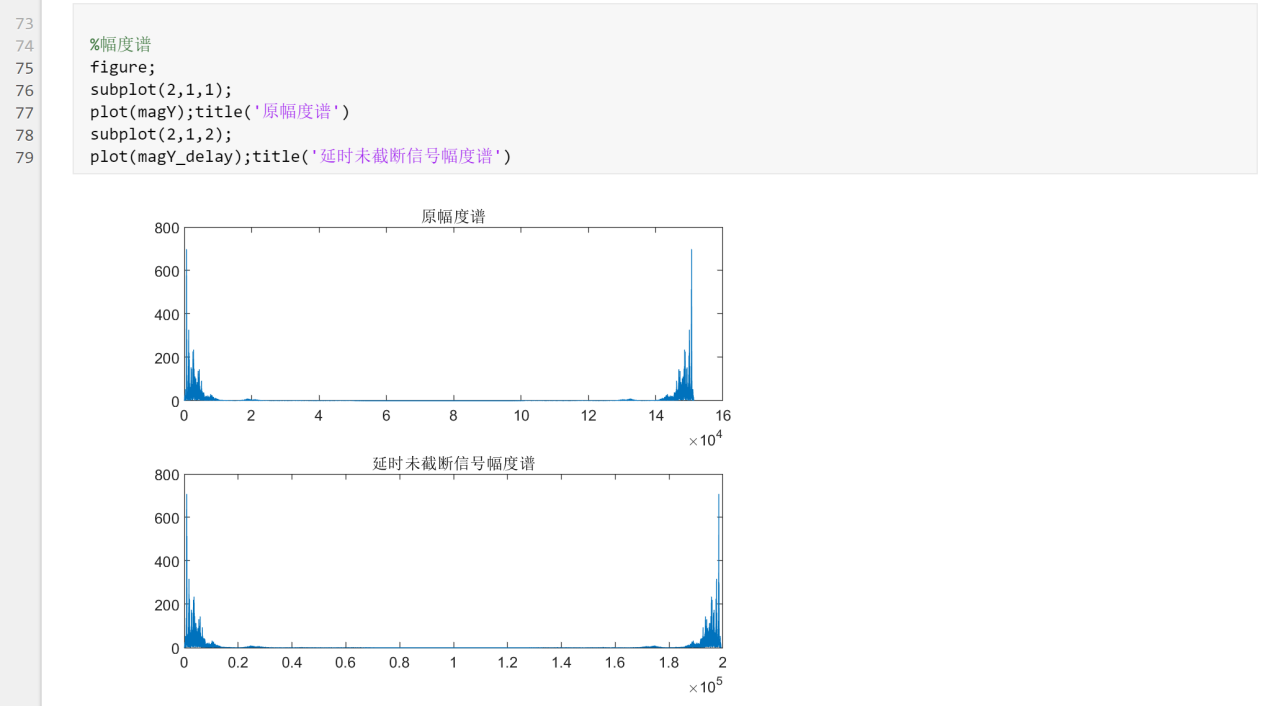 73
74 %幅度谱
75 figure;
76 subplot(2,1,1);
77 plot(magY);title('原幅度谱')
78 subplot(2,1,2);
79 plot(magY_delay);title('延时未截断信号幅度谱')
原幅度谱
800
600
400
200
0
0 2 4 6 8 10 12 14 16
×10^4
延时未截断信号幅度谱
800
600
400
200
0
0 0.2 0.4 0.6 0.8 1 1.2 1.4 1.6 1.8 2
×10^5